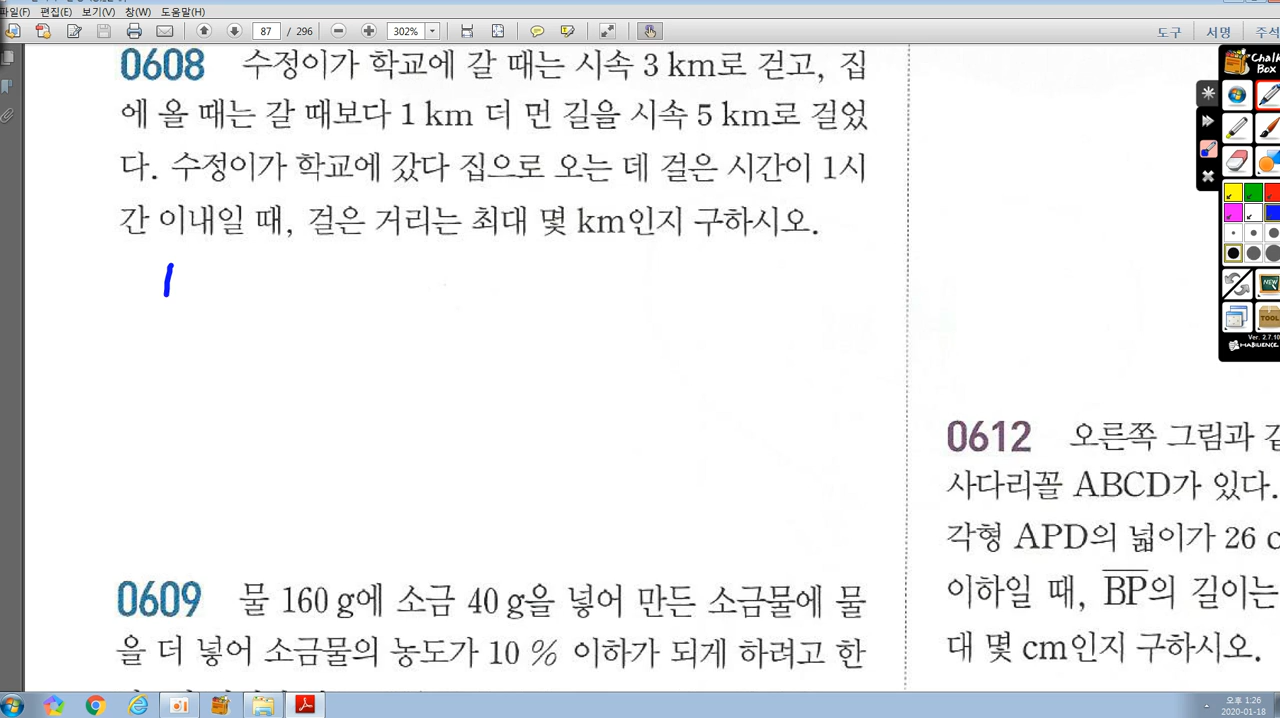 파일(F) 편집(E) 보기(V) 창(W) 도움말(H)
87 / 296 302% 도구 서명 주석
0608 수정이가 학교에 갈 때는 시속 3 km로 걷고, 집
에 올 때는 갈 때보다 1 km 더 먼 길을 시속 5 km로 걸었
다. 수정이가 학교에 갔다 집으로 오는 데 걸은 시간이 1시
간 이내일 때, 걸은 거리는 최대 몇 km인지 구하시오.
0609 물 160 g에 소금 40 g을 넣어 만든 소금물에 물
을 더 넣어 소금물의 농도가 10 % 이하가 되게 하려고 한
0612 오른쪽 그림과
사다리꼴 ABCD가 있다.
각형 APD의 넓이가 26
이하일 때, BP의 길이는
대 몇 cm인지 구하시오.
Chalk
Box
NEW
TOOL
Ver. 2.7.10
HABILIENCE
오후 1:26
2020-01-18